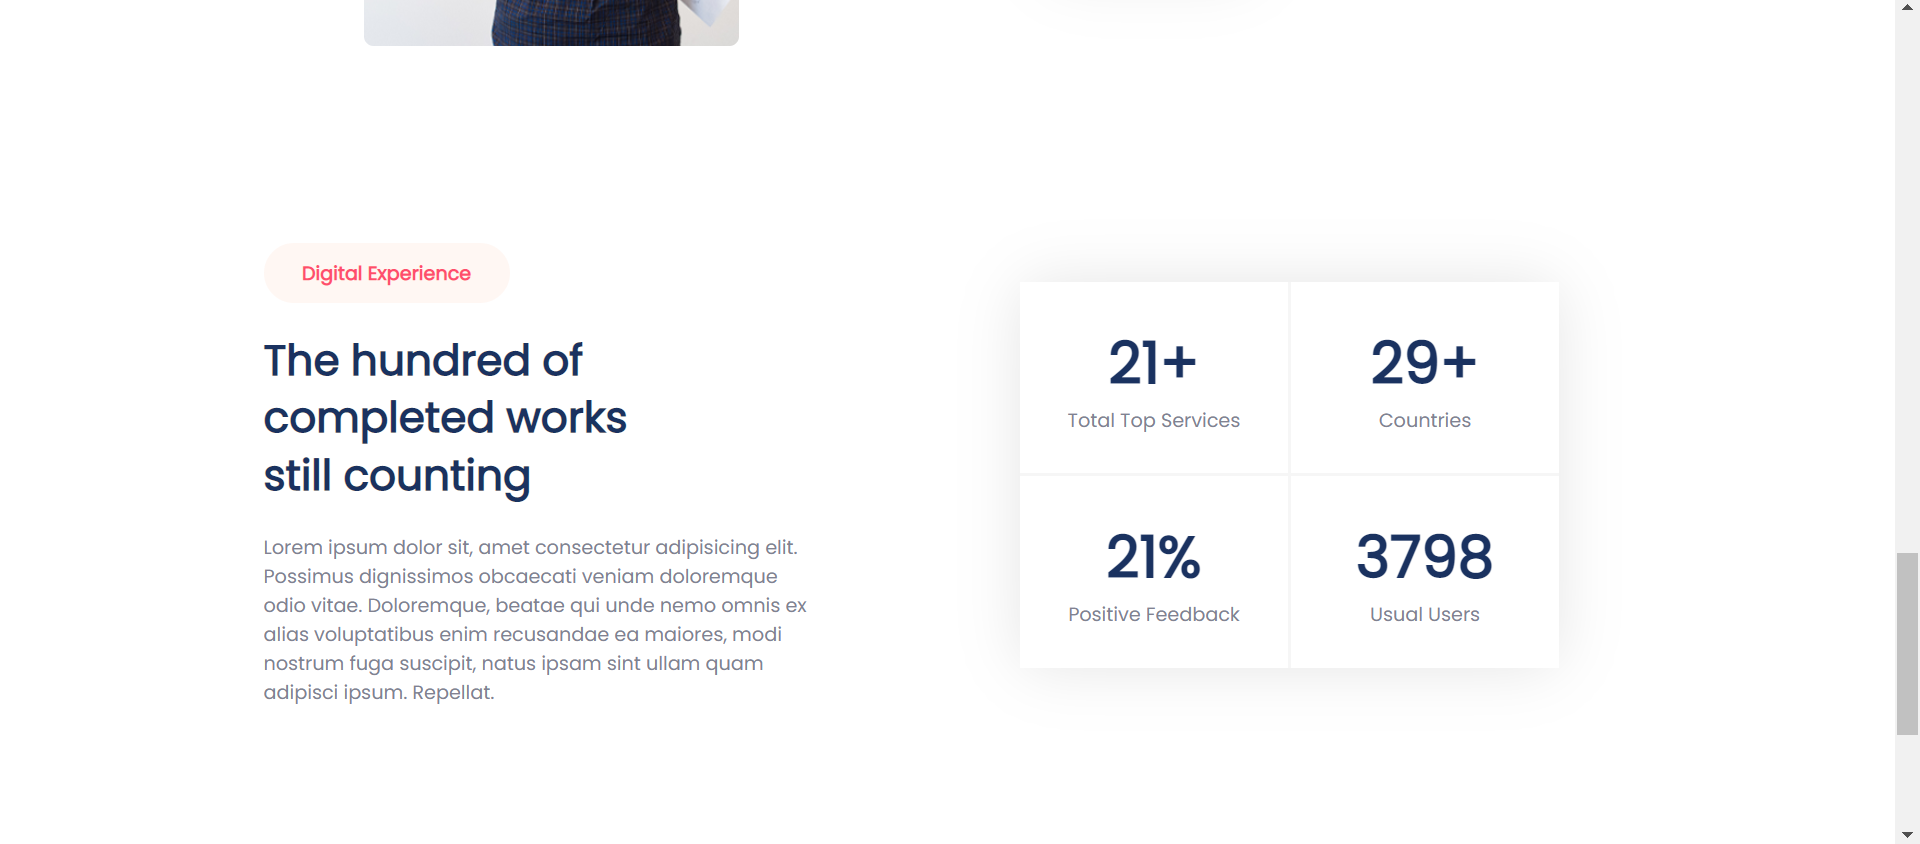 Digital Experience
The hundred of
completed works
still counting
Lorem ipsum dolor sit, amet consectetur adipisicing elit.
Possimus dignissimos obcaecati veniam doloremque
odio vitae. Doloremque, beatae qui unde nemo omnis ex
alias voluptatibus enim recusandae ea maiores, modi
nostrum fuga suscipit, natus ipsam sint ullam quam
adipisci ipsum. Repellat.
21+
Total Top Services
29+
Countries
21%
Positive Feedback
3798
Usual Users